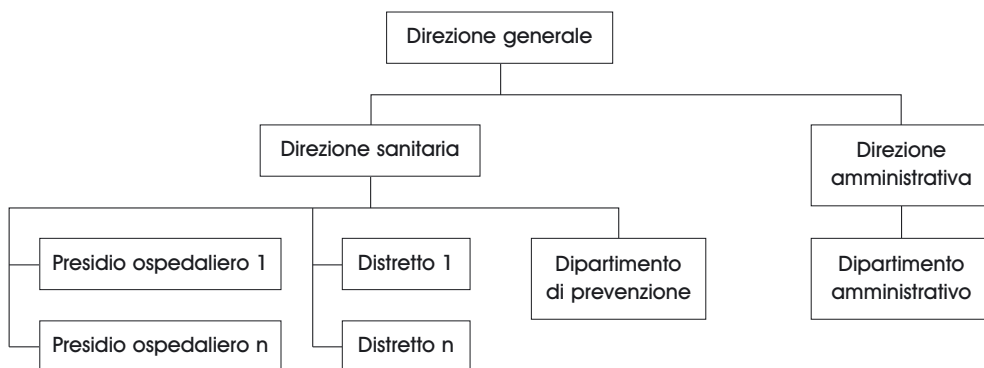 Direzione generale
Direzione sanitaria
Direzione
amministrativa
Presidio ospedaliero 1
Distretto 1
Dipartimento
di prevenzione
Dipartimento
amministrativo
Presidio ospedaliero n
Distretto n